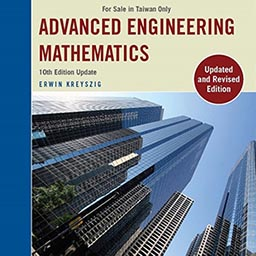 For Sale in Taiwan Only
ADVANCED ENGINEERING
MATHEMATICS
10th Edition Update
ERWIN KREYSZIG
Updated
and Revised
Edition